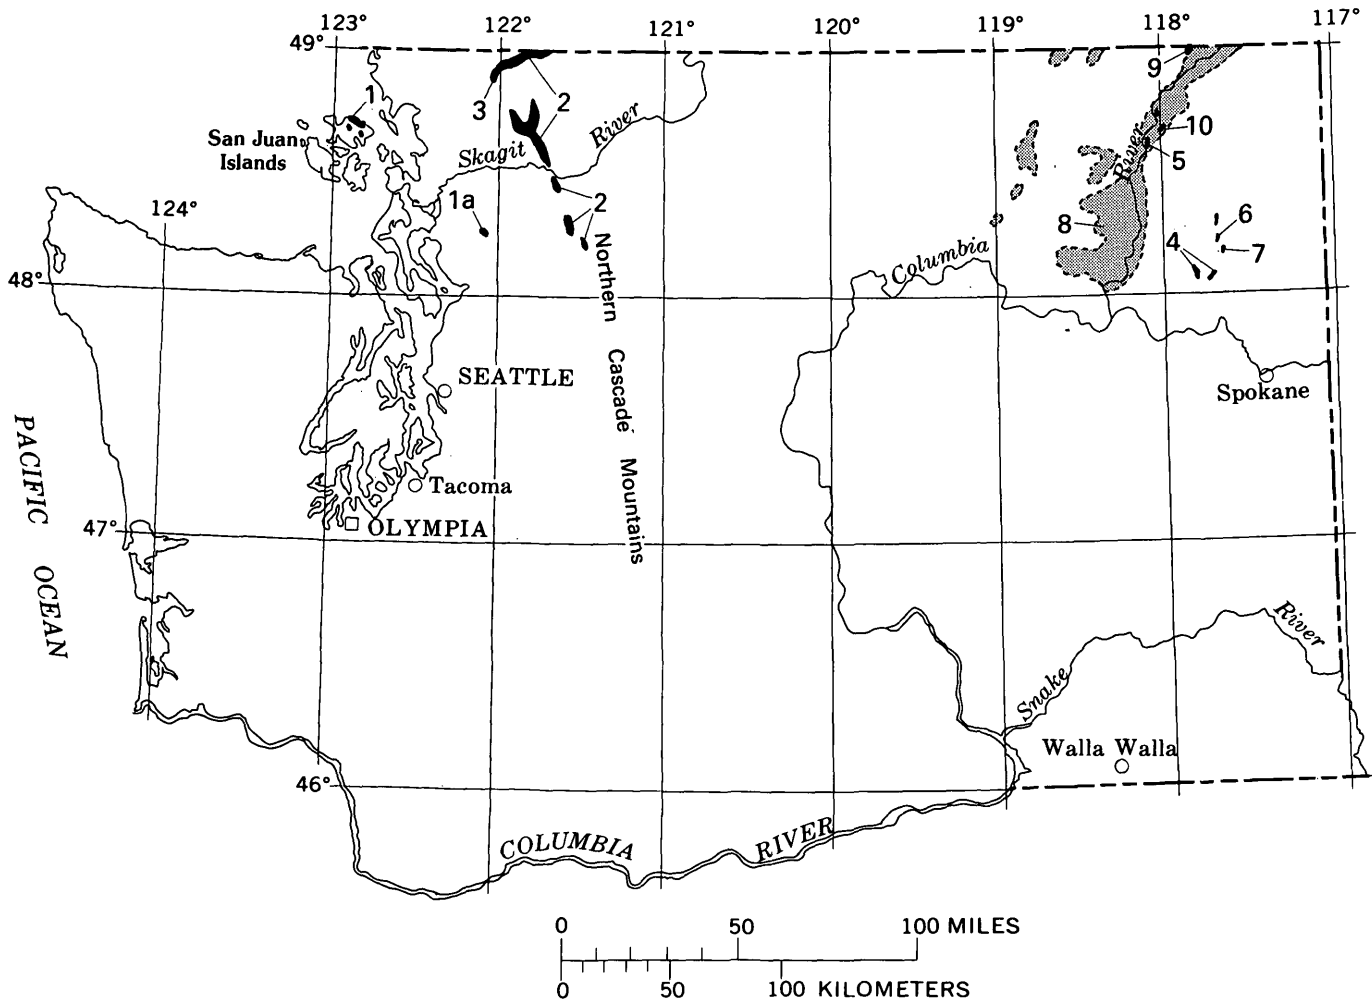 123° 122° 121° 120° 119° 118° 117°
49°
9
3 2
1
River
San Juan
Islands
Skagit
River
10
5
1a
2
124°
8
6
4 7
Columbia
48°
Northern Cascade Mountains
SEATTLE
Spokane
PACIFIC OCEAN
Tacoma
47°
OLYMPIA
River
Snake
Walla Walla
46°
COLUMBIA RIVER
0 50 100 MILES
0 50 100 KILOMETERS